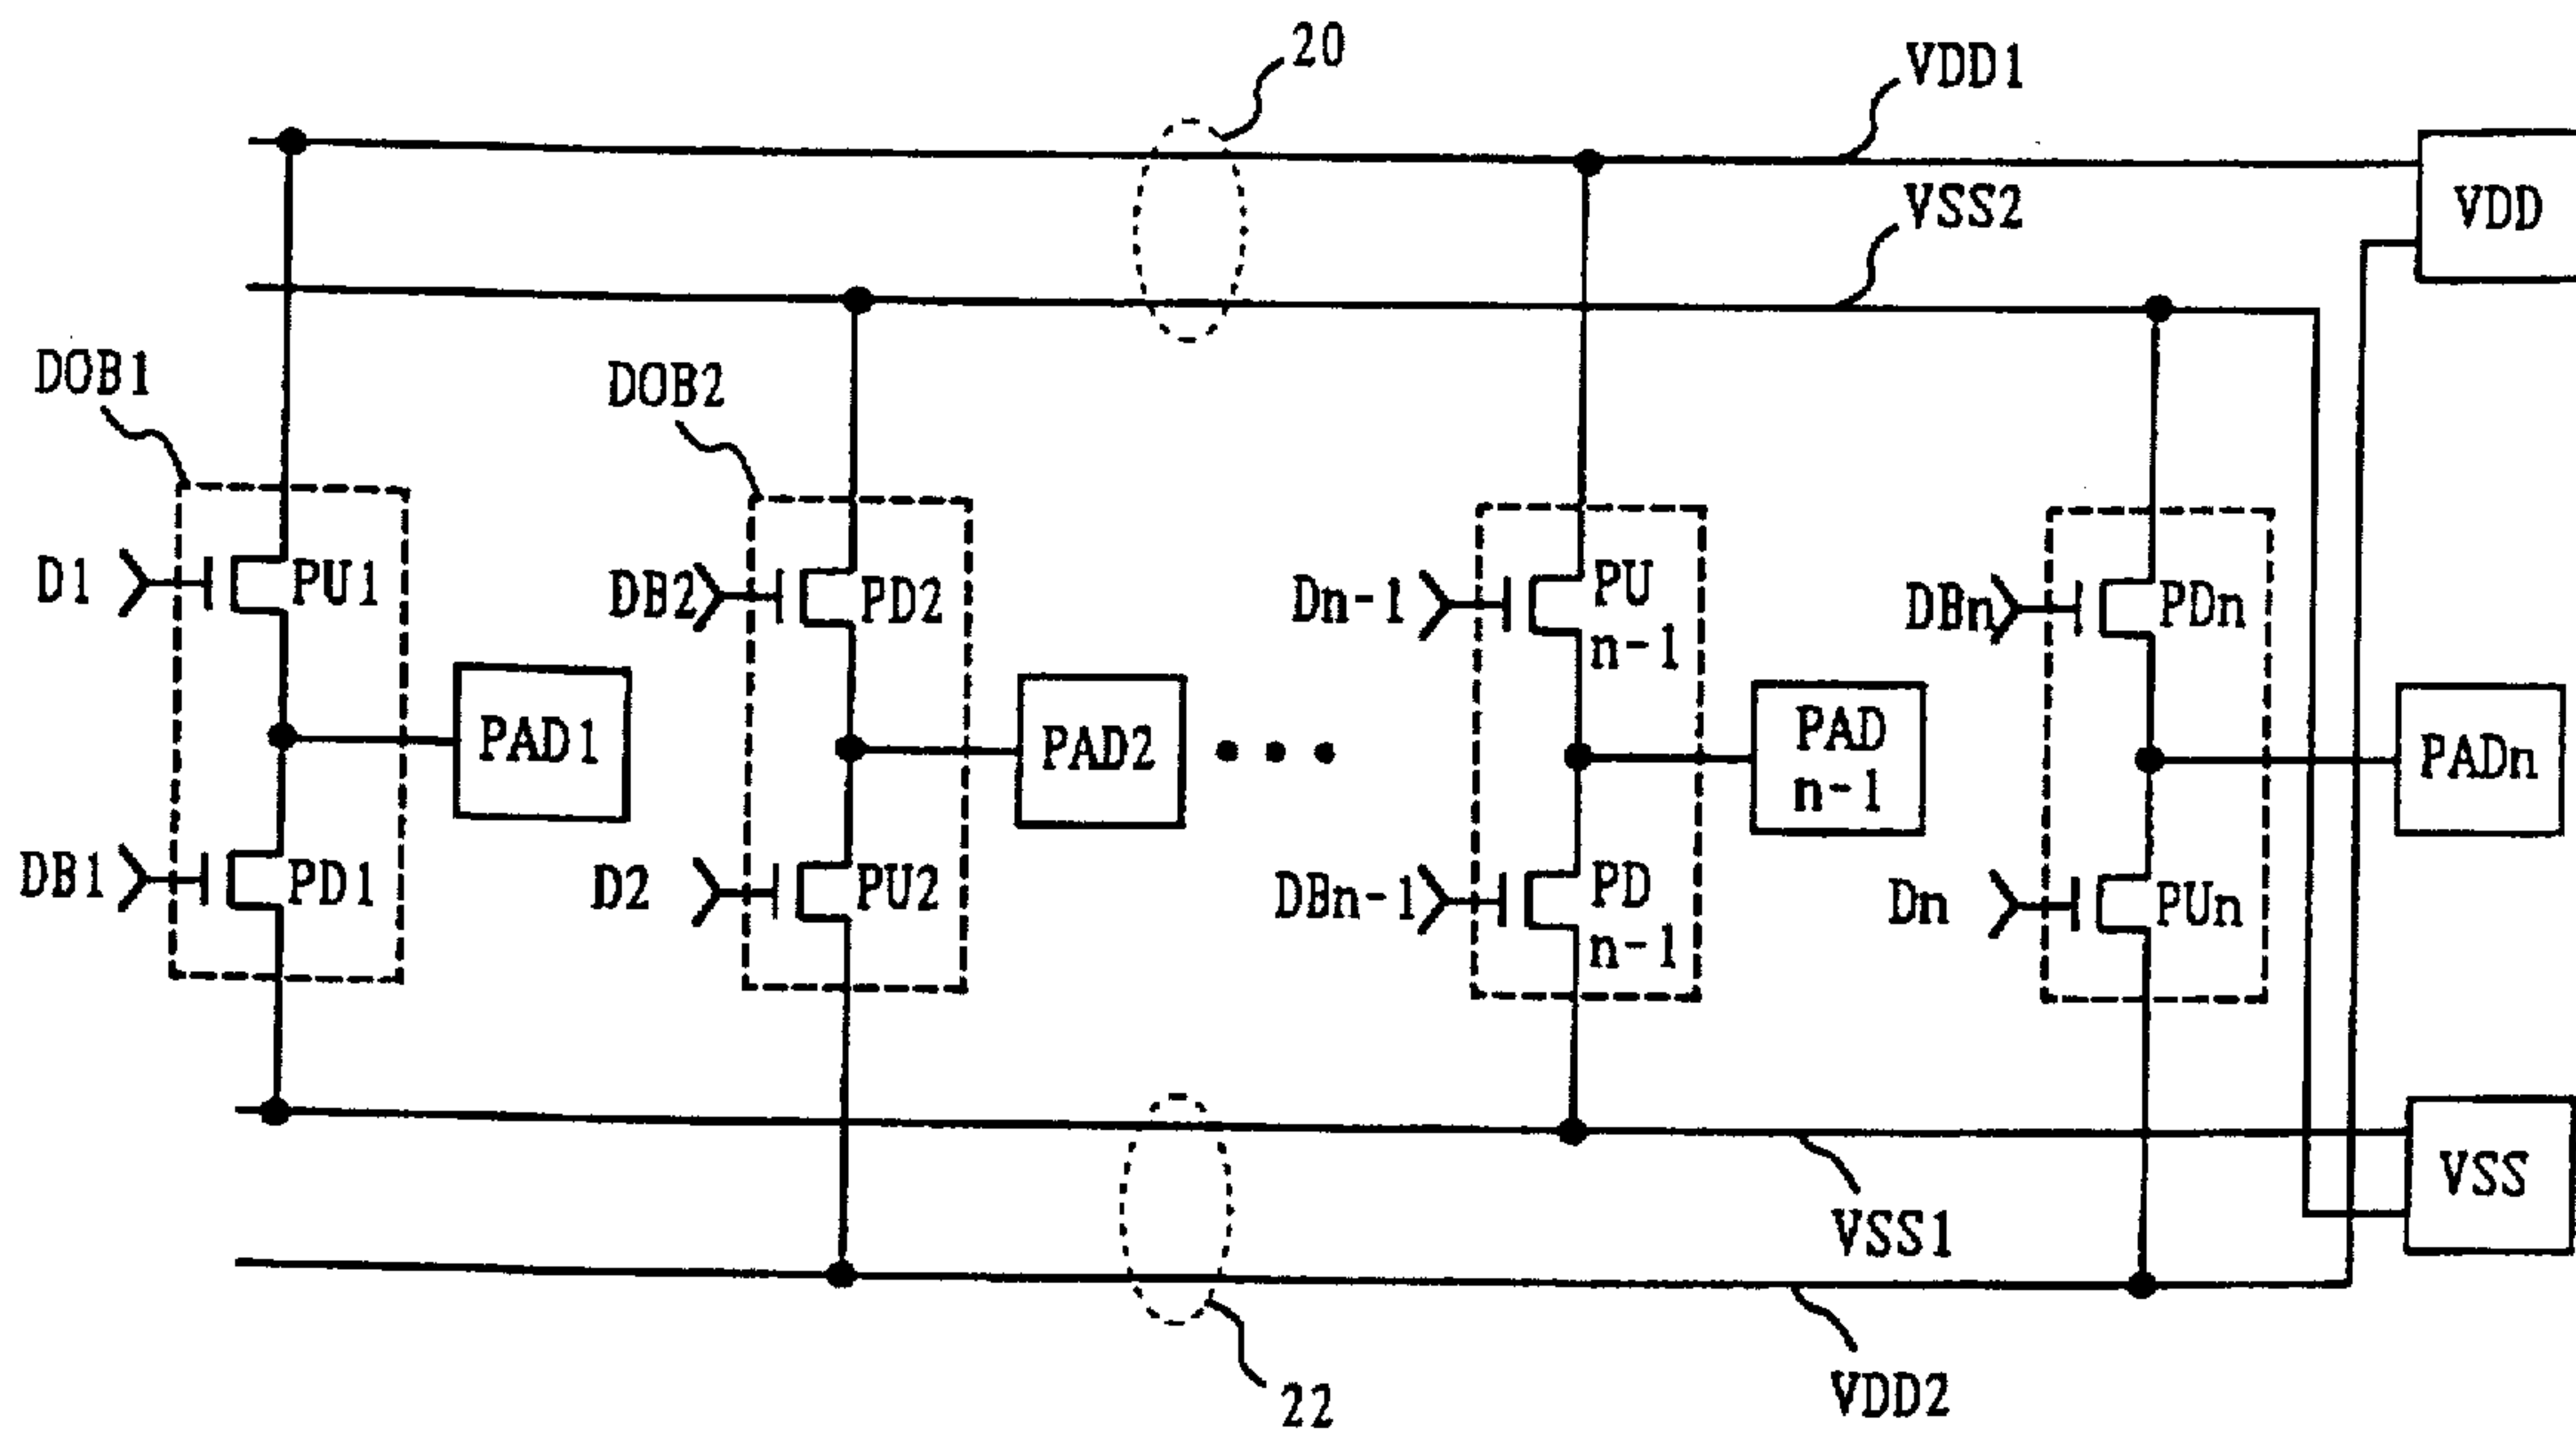 20
VDD1
VDD
VSS2
DOB1
DOB2
D1
PU1
DB2
PD2
Dn-1
PU
n-1
DBn
PDn
PAD1
PAD2
PAD
n-1
PADn
DB1
PD1
D2
PU2
DBn-1
PD
n-1
Dn
PUn
VSS
VSS1
VDD2
22